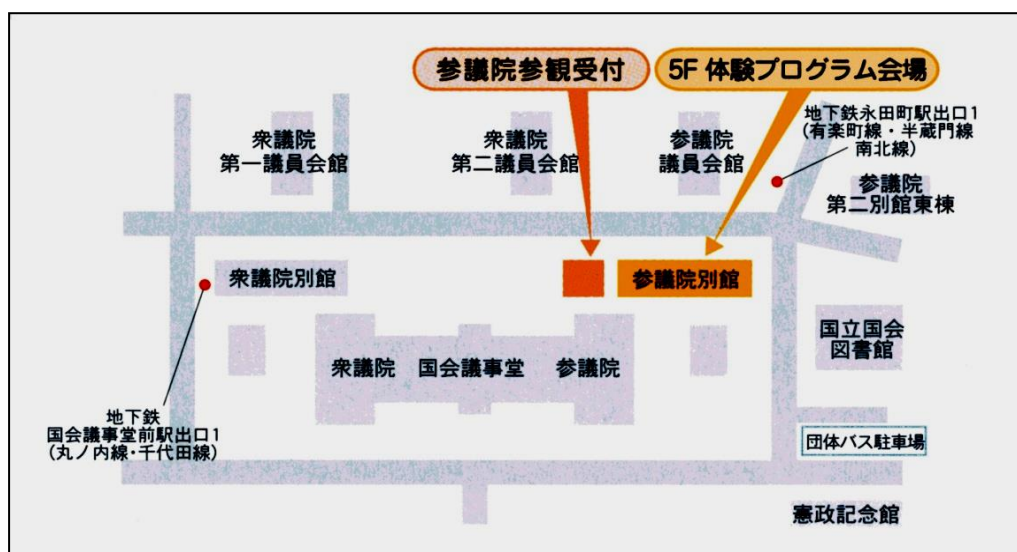 参議院参観受付
5F 体験プログラム会場
衆議院
第一議員会館
衆議院
第二議員会館
参議院
議員会館
地下鉄永田町駅出口1
(有楽町線・半蔵門線
南北線)
参議院
第二別館東棟
衆議院別館
参議院別館
国立国会
図書館
衆議院
国会議事堂
参議院
地下鉄
国会議事堂前駅出口1
(丸ノ内線・千代田線)
団体バス駐車場
憲政記念館